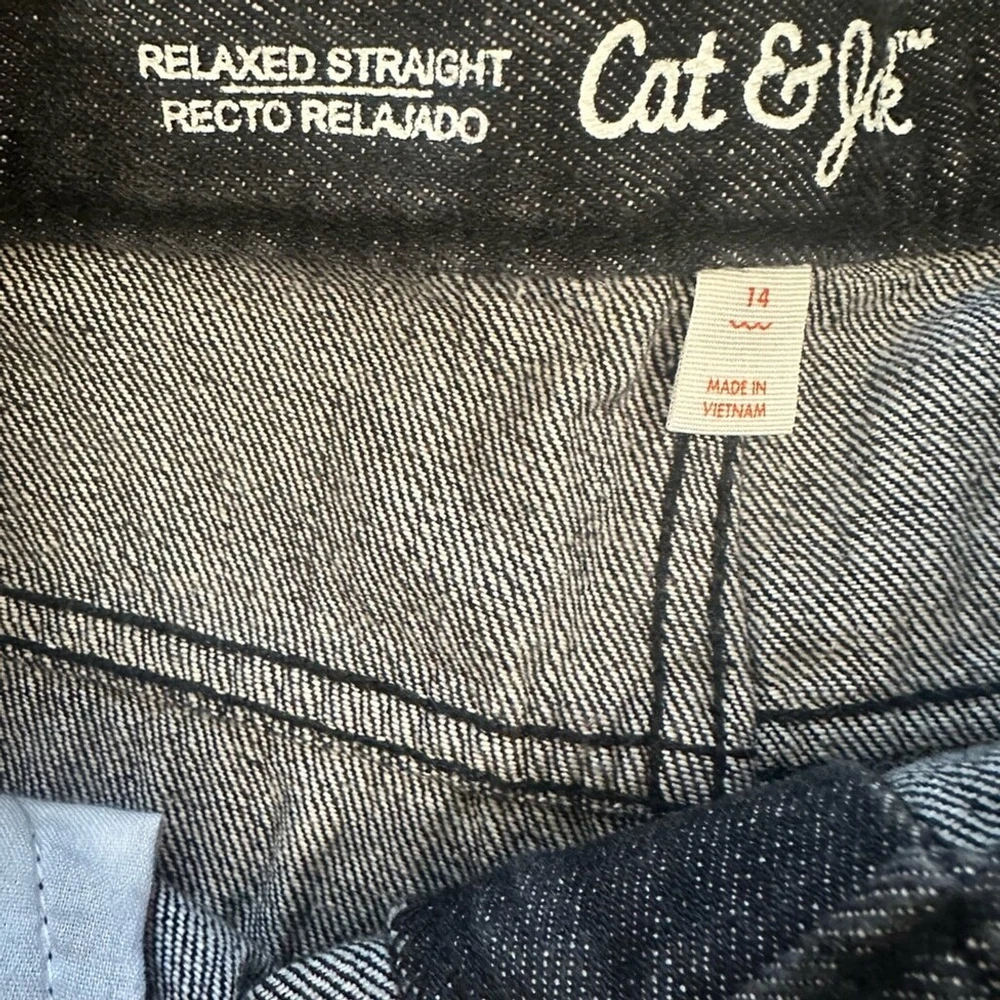 RELAXED STRAIGHT
RECTO RELAJADO
Cat & Jack™
14
MADE IN
VIETNAM